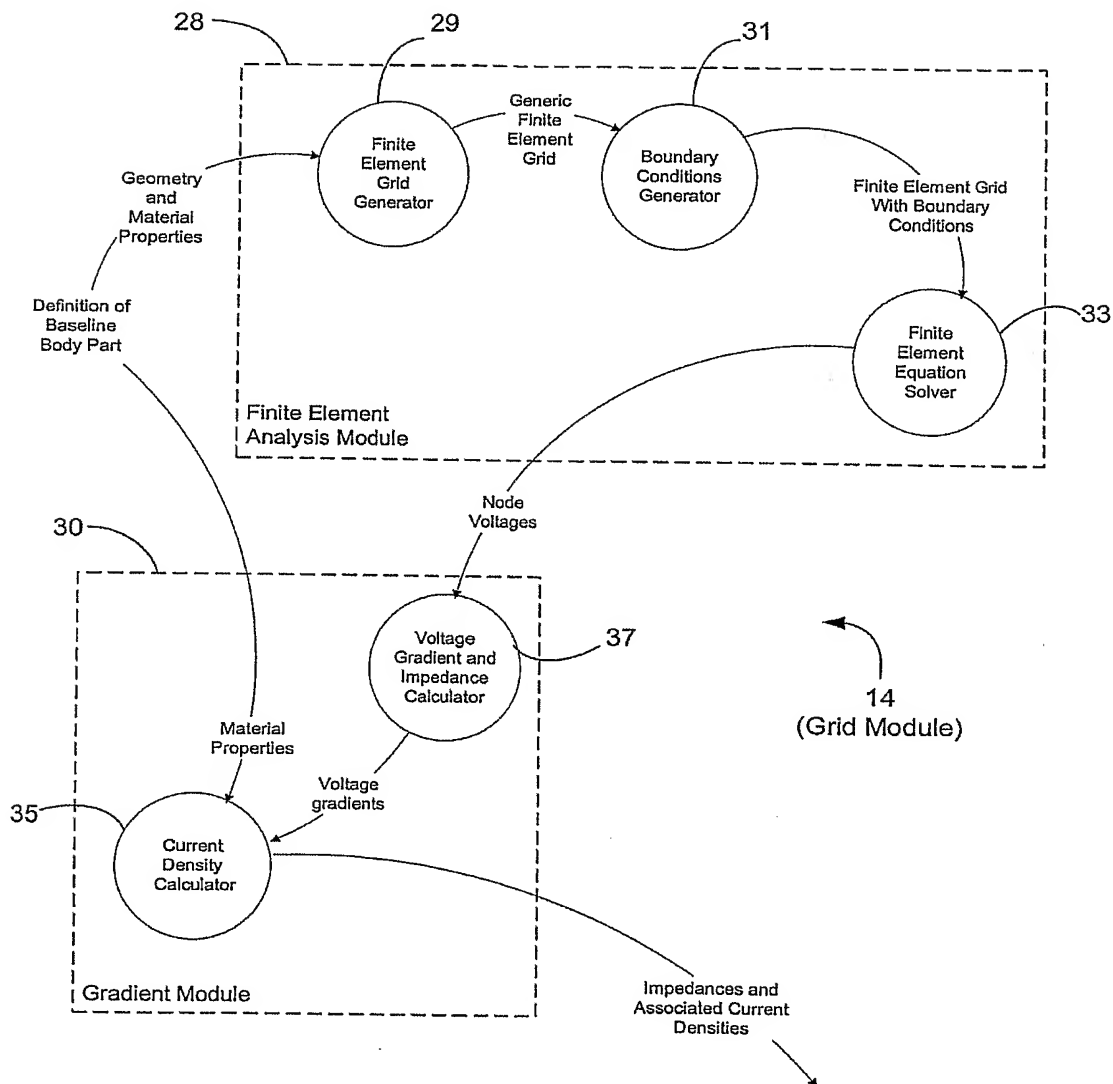 28
29
31
Finite
Element
Grid
Generator
Generic
Finite
Element
Grid
Boundary
Conditions
Generator
Geometry
and
Material
Properties
Finite Element Grid
With Boundary
Conditions
Definition of
Baseline
Body Part
33
Finite
Element
Equation
Solver
Finite Element
Analysis Module
Node
Voltages
30
Voltage
Gradient and
Impedance
Calculator
37
14
(Grid Module)
Material
Properties
Voltage
gradients
35
Current
Density
Calculator
Gradient Module
Impedances and
Associated Current
Densities